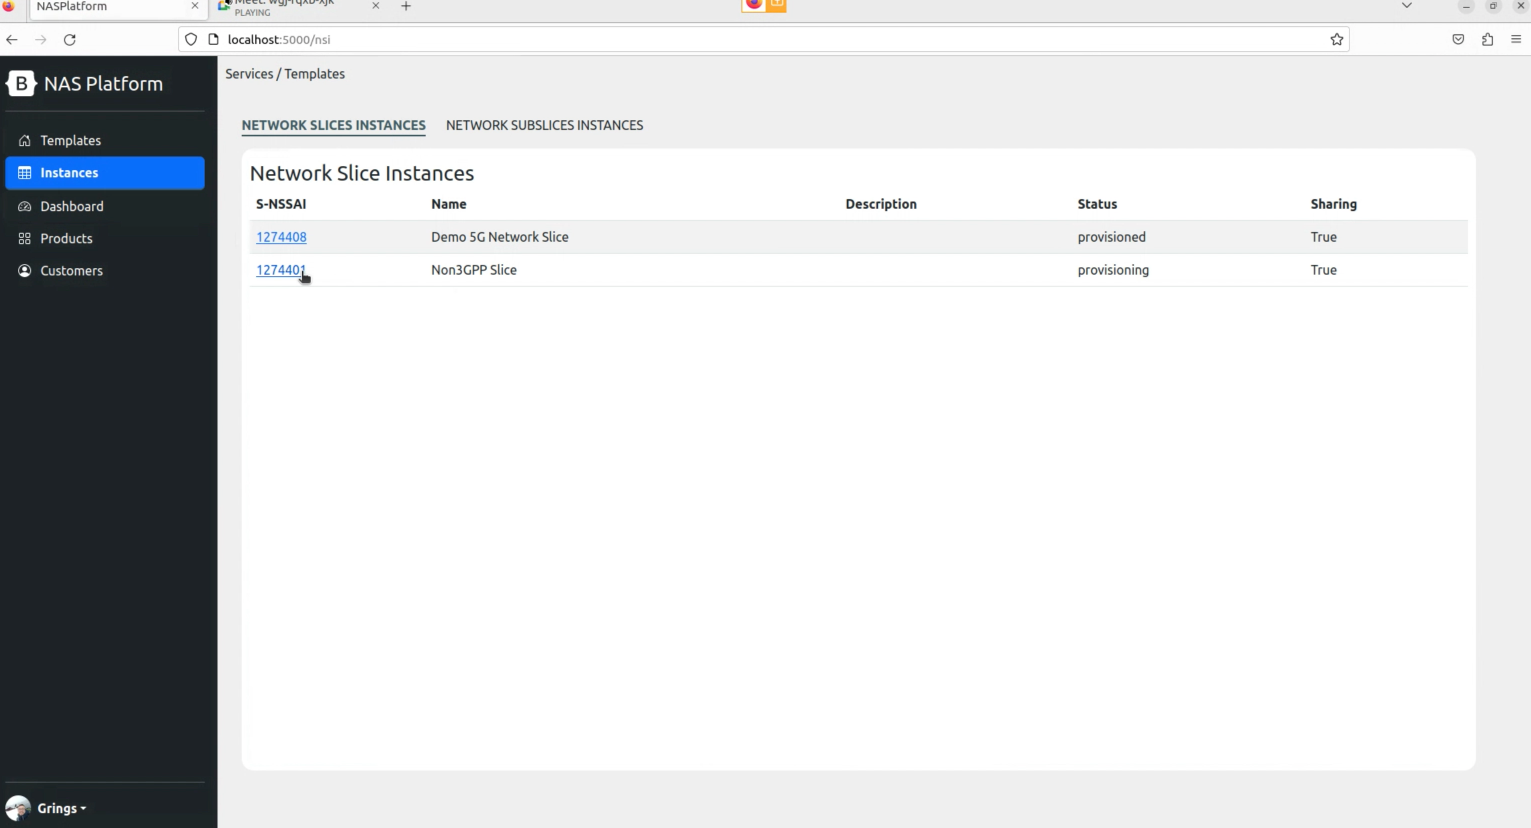 NASPlatform
Meet: wgj-rqxb-xjk
PLAYING
localhost:5000/nsi
B NAS Platform
Services / Templates
Templates
Instances
Dashboard
Products
Customers
NETWORK SLICES INSTANCES NETWORK SUBSLICES INSTANCES
Network Slice Instances
S-NSSAI Name Description Status Sharing
1274408 Demo 5G Network Slice provisioned True
1274401 Non3GPP Slice provisioning True
Grings